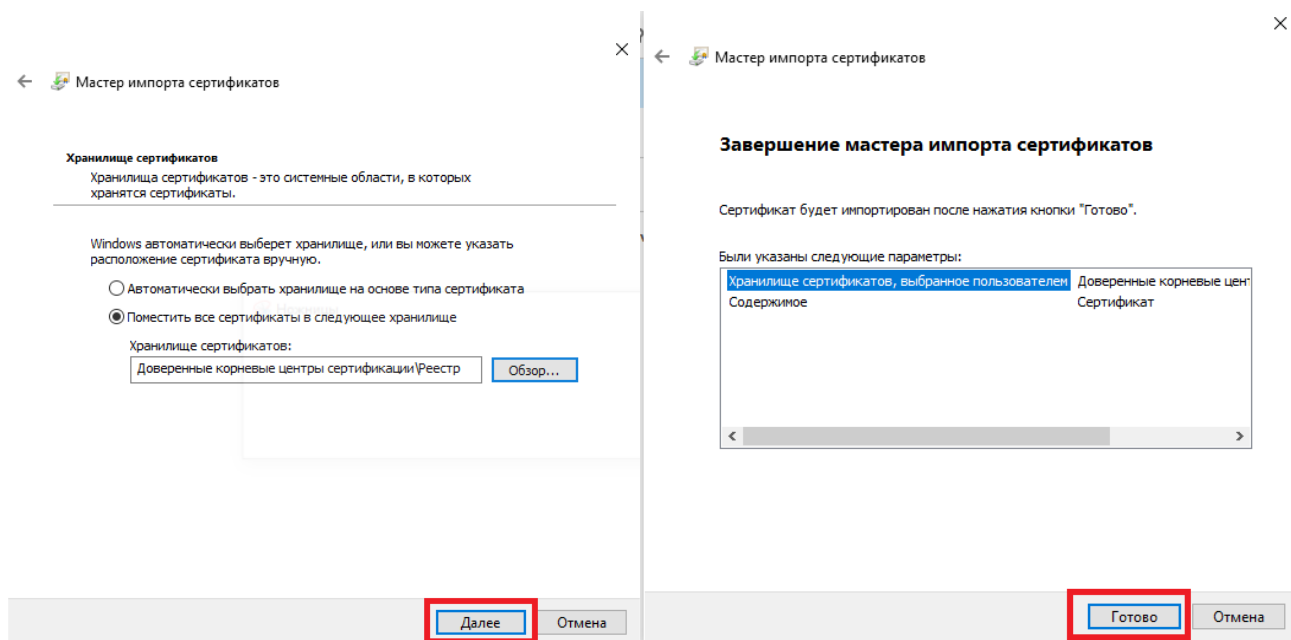 Мастер импорта сертификатов
Хранилище сертификатов
Хранилища сертификатов - это системные области, в которых
хранятся сертификаты.
Windows автоматически выберет хранилище, или вы можете указать
расположение сертификата вручную.
Автоматически выбрать хранилище на основе типа сертификата
Поместить все сертификаты в следующее хранилище
Хранилище сертификатов:
Доверенные корневые центры сертификации\Реестр
Обзор...
Далее
Отмена
Мастер импорта сертификатов
Завершение мастера импорта сертификатов
Сертификат будет импортирован после нажатия кнопки "Готово".
Были указаны следующие параметры:
Хранилище сертификатов, выбранное пользователем Доверенные корневые цент
Содержимое Сертификат
Готово
Отмена